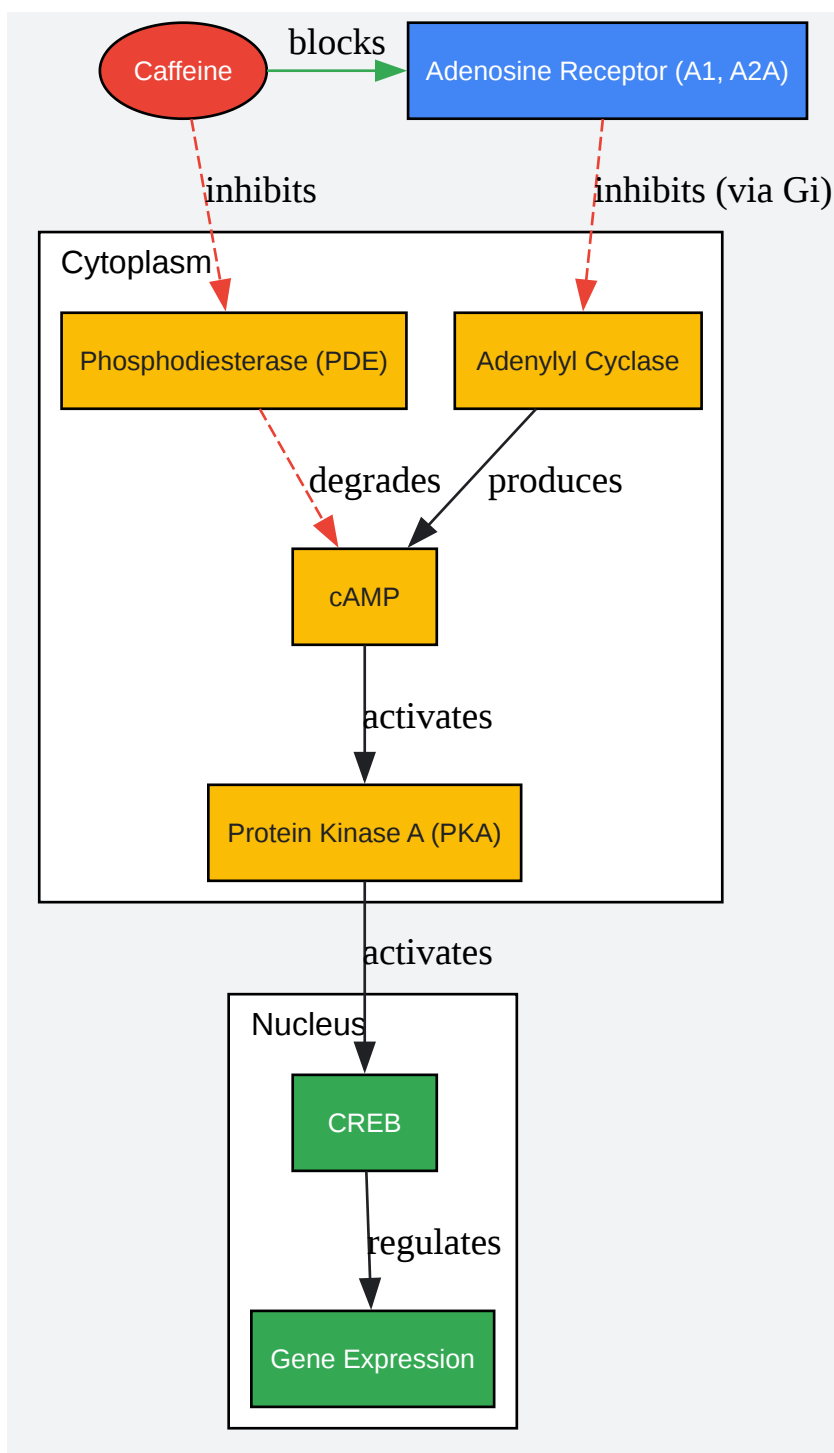 blocks
Caffeine
Adenosine Receptor (A1, A2A)
inhibits
inhibits (via Gi)
Cytoplasm
Phosphodiesterase (PDE)
Adenylyl Cyclase
degrades
produces
cAMP
activates
Protein Kinase A (PKA)
activates
Nucleus
CREB
regulates
Gene Expression